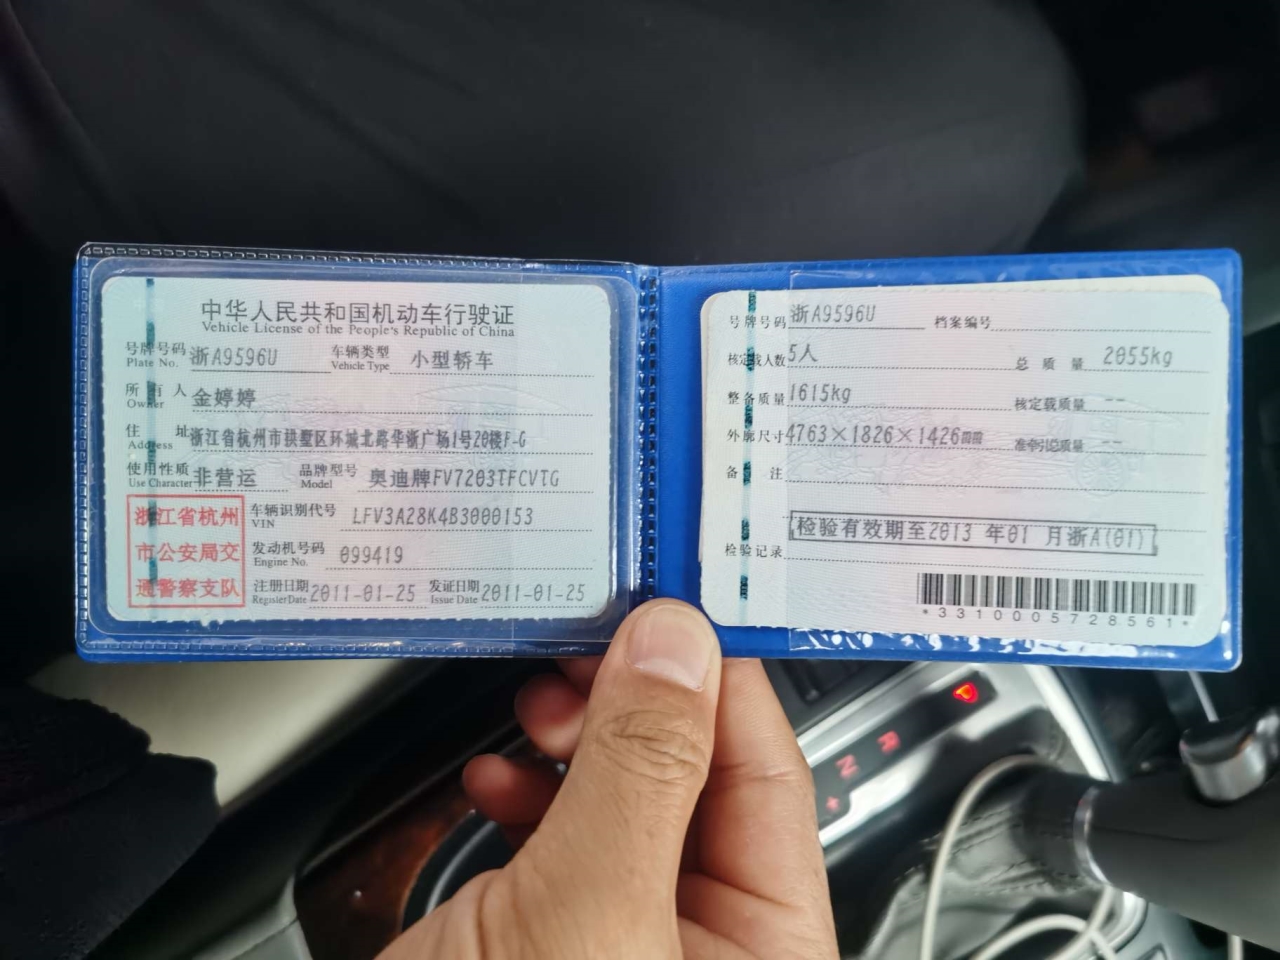 中华人民共和国机动车行驶证
Vehicle License of the People's Republic of China
号牌号码 浙A9596U 车辆类型 小型轿车
Plate No. Vehicle Type
所有人 金婷婷
Owner
住址 浙江省杭州市拱墅区环城北路华浙广场1号20楼F-G
Address
使用性质 非营运 品牌型号 奥迪牌FV7203TFCVTG
Use Character Model
浙江省杭州
市公安局交
通警察支队
车辆识别代号 LFV3A28K4B3000153
VIN
发动机号码 099419
Engine No.
注册日期 2011-01-25 发证日期 2011-01-25
Register Date Issue Date
号牌号码 浙A9596U 档案编号
核定载人数 5人 总质量 2055kg
整备质量 1615kg 核定载质量 --
外廓尺寸 4763×1826×1426mm 准牵引总质量 --
备注
检验有效期至2013 年01 月浙A(01)
检验记录
*3310005728561*
R
N